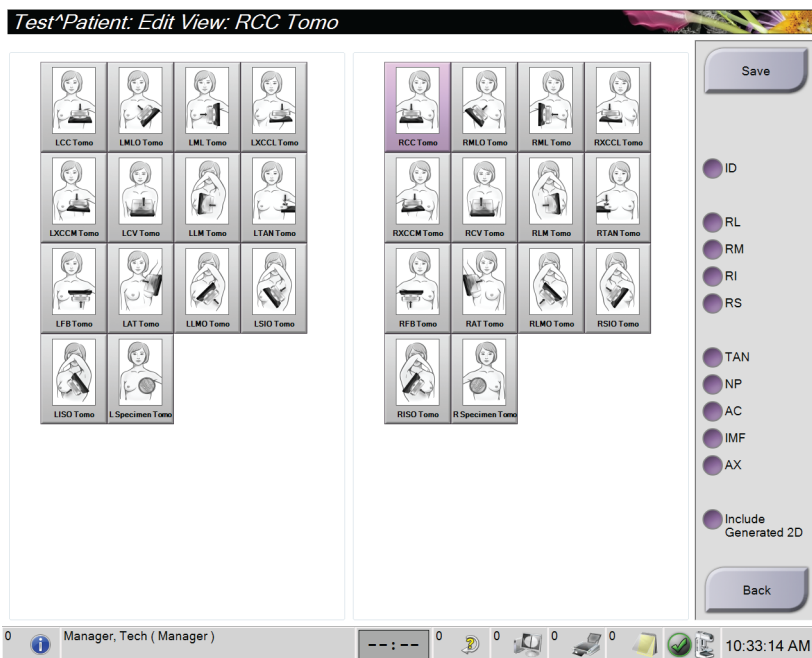 Test^Patient: Edit View: RCC Tomo
LCC Tomo LMLO Tomo LML Tomo LXCCL Tomo
LXCCM Tomo LCV Tomo LLM Tomo LTAN Tomo
LFB Tomo LAT Tomo LLMO Tomo LSIO Tomo
LISO Tomo L Specimen Tomo
RCC Tomo RMLO Tomo RML Tomo RXCCL Tomo
RXCCM Tomo RCV Tomo RLM Tomo RTAN Tomo
RFB Tomo RAT Tomo RLMO Tomo RSIO Tomo
RISO Tomo R Specimen Tomo
Save
ID
RL
RM
RI
RS
TAN
NP
AC
IMF
AX
Include
Generated 2D
Back
0 Manager, Tech ( Manager ) --:-- 0 0 0 0 10:33:14 AM